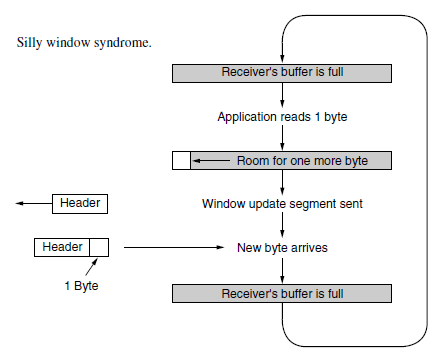 Silly window syndrome.
Receiver's buffer is full
Application reads 1 byte
Room for one more byte
Header
Window update segment sent
Header
New byte arrives
1 Byte
Receiver's buffer is full